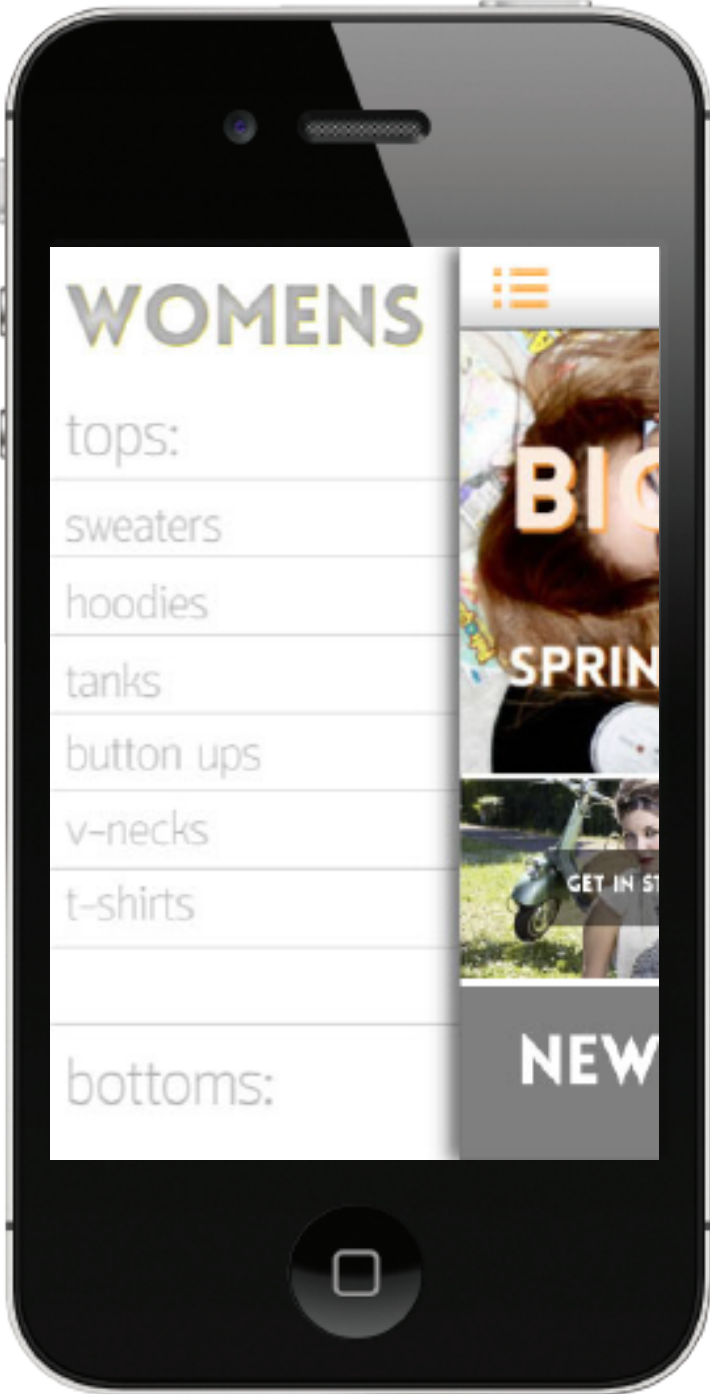 WOMENS
tops:
sweaters
hoodies
tanks
button ups
v-necks
t-shirts
bottoms:
BIG
SPRIN
GET IN ST
NEW